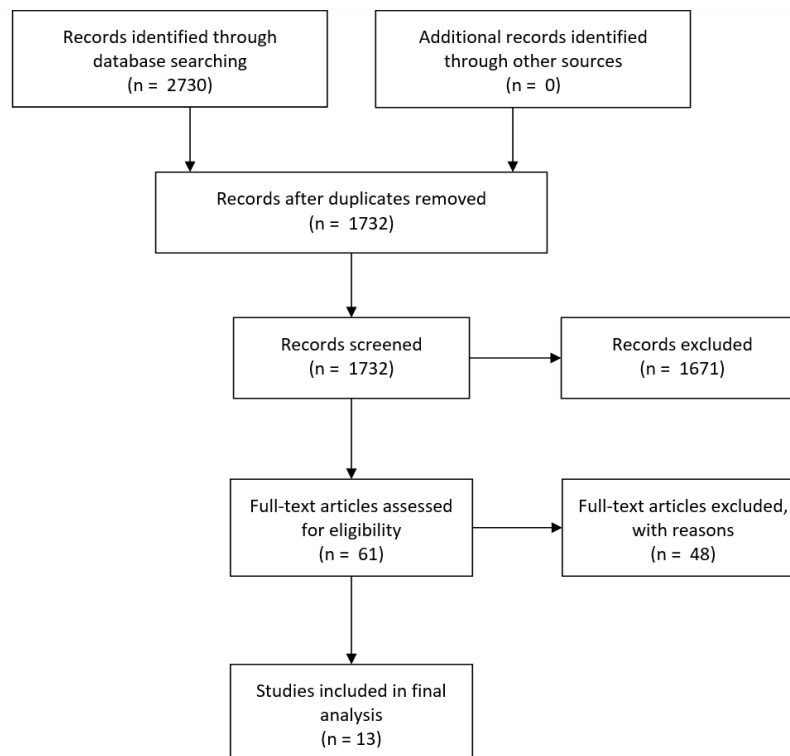 Records identified through
database searching
(n = 2730)
Additional records identified
through other sources
(n = 0)
Records after duplicates removed
(n = 1732)
Records screened
(n = 1732)
Records excluded
(n = 1671)
Full-text articles assessed
for eligibility
(n = 61)
Full-text articles excluded,
with reasons
(n = 48)
Studies included in final
analysis
(n = 13)